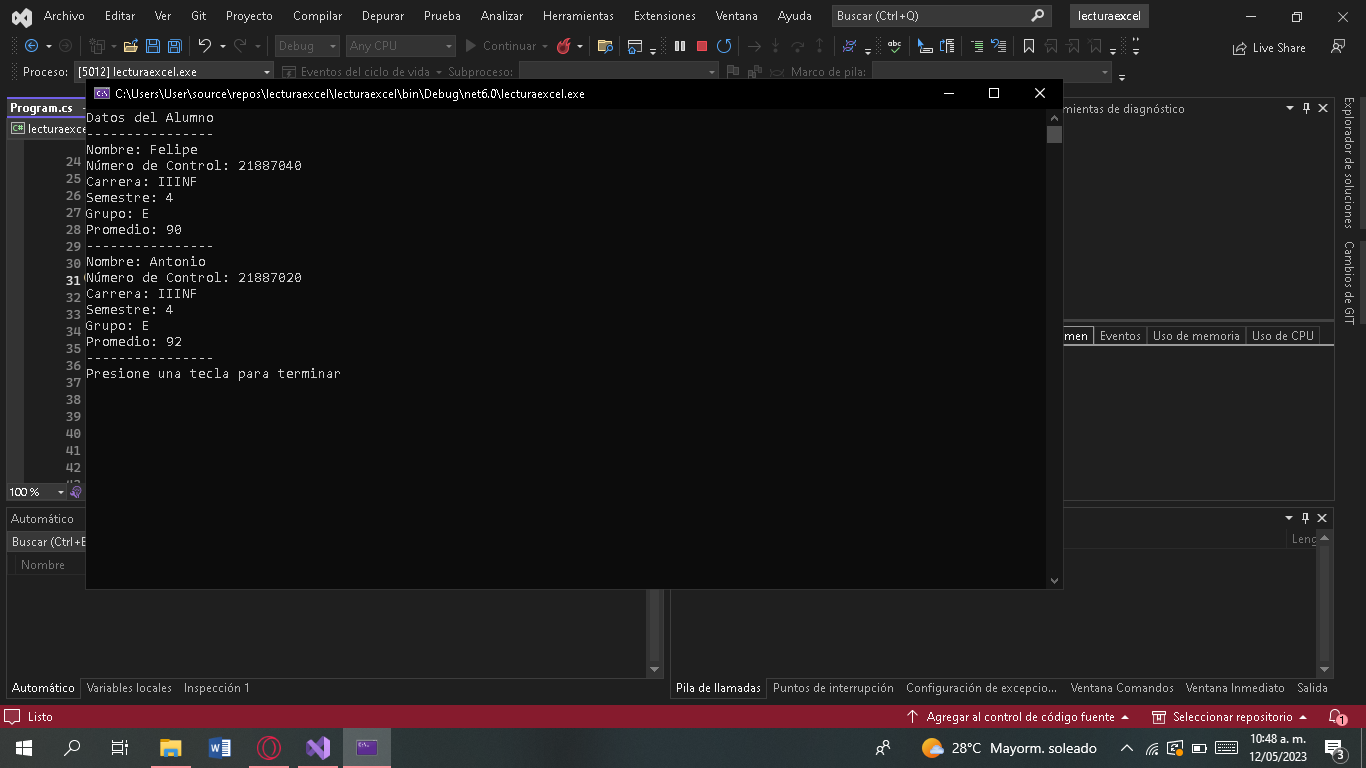 Archivo Editar Ver Git Proyecto Compilar Depurar Prueba Analizar Herramientas Extensiones Ventana Ayuda Buscar (Ctrl+Q) lecturaexcel
Debug Any CPU Continuar Live Share
Proceso: [5012] lecturaexcel.exe Eventos del ciclo de vida Subproceso: Marco de pila:
C:\Users\User\source\repos\lecturaexcel\lecturaexcel\bin\Debug\net6.0\lecturaexcel.exe
Program.cs
mientas de diagnóstico
lecturaexce
Datos del Alumno
----------------
Nombre: Felipe
Número de Control: 21887040
Carrera: IIINF
Semestre: 4
Grupo: E
Promedio: 90
----------------
Nombre: Antonio
Número de Control: 21887020
Carrera: IIINF
Semestre: 4
Grupo: E
Promedio: 92
----------------
Presione una tecla para terminar
24
25
26
27
28
29
30
31
32
33
34
35
36
37
38
39
40
41
42
100 %
Explorador de soluciones
Cambios de GIT
men Eventos Uso de memoria Uso de CPU
Automático
Buscar (Ctrl+E
Nombre
Leng
Automático Variables locales Inspección 1
Pila de llamadas Puntos de interrupción Configuración de excepcio... Ventana Comandos Ventana Inmediato Salida
Listo Agregar al control de código fuente Seleccionar repositorio 1
28°C Mayorm. soleado 10:48 a. m.
12/05/2023 3